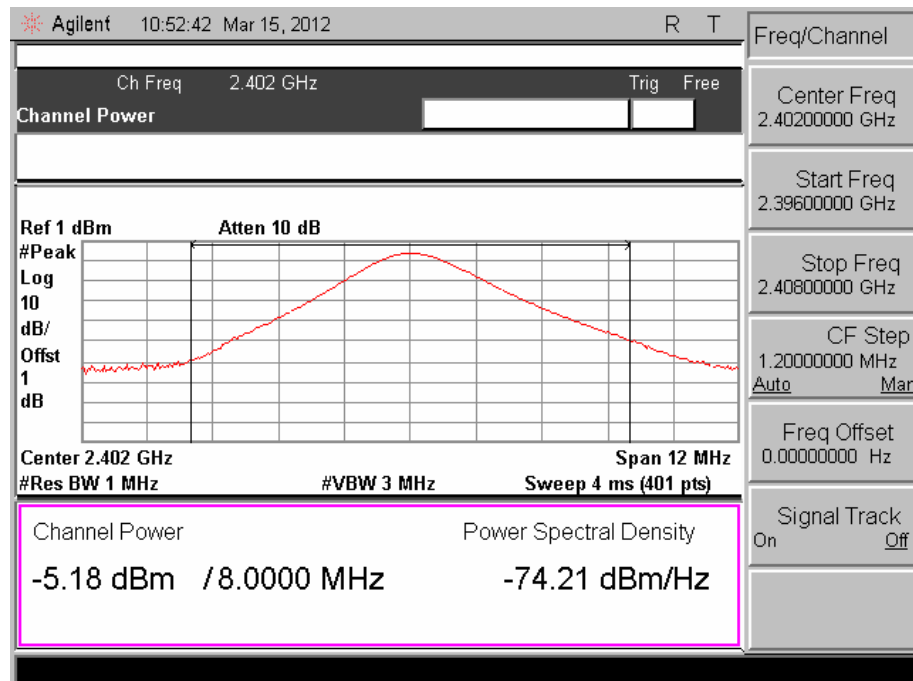 Agilent 10:52:42 Mar 15, 2012 R T
Ch Freq 2.402 GHz Trig Free
Channel Power
Ref 1 dBm Atten 10 dB
#Peak
Log
10
dB/
Offst
1
dB
Center 2.402 GHz Span 12 MHz
#Res BW 1 MHz #VBW 3 MHz Sweep 4 ms (401 pts)
Channel Power Power Spectral Density
-5.18 dBm / 8.0000 MHz -74.21 dBm/Hz
Freq/Channel
Center Freq
2.40200000 GHz
Start Freq
2.39600000 GHz
Stop Freq
2.40800000 GHz
CF Step
1.20000000 MHz
Auto Man
Freq Offset
0.00000000 Hz
Signal Track
On Off